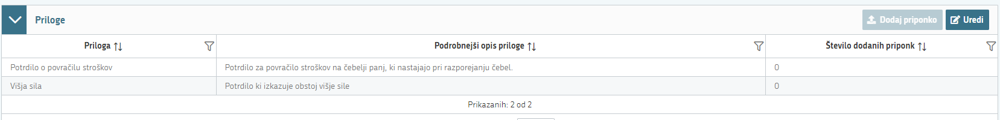 Priloge
Dodaj priponko
Uredi
Priloga
Podrobnejši opis priloge
Število dodanih priponk
Potrdilo o povračilu stroškov
Potrdilo za povračilo stroškov na čebelji panj, ki nastajajo pri razporejanju čebel.
0
Višja sila
Potrdilo ki izkazuje obstoj višje sile
0
Prikazanih: 2 od 2